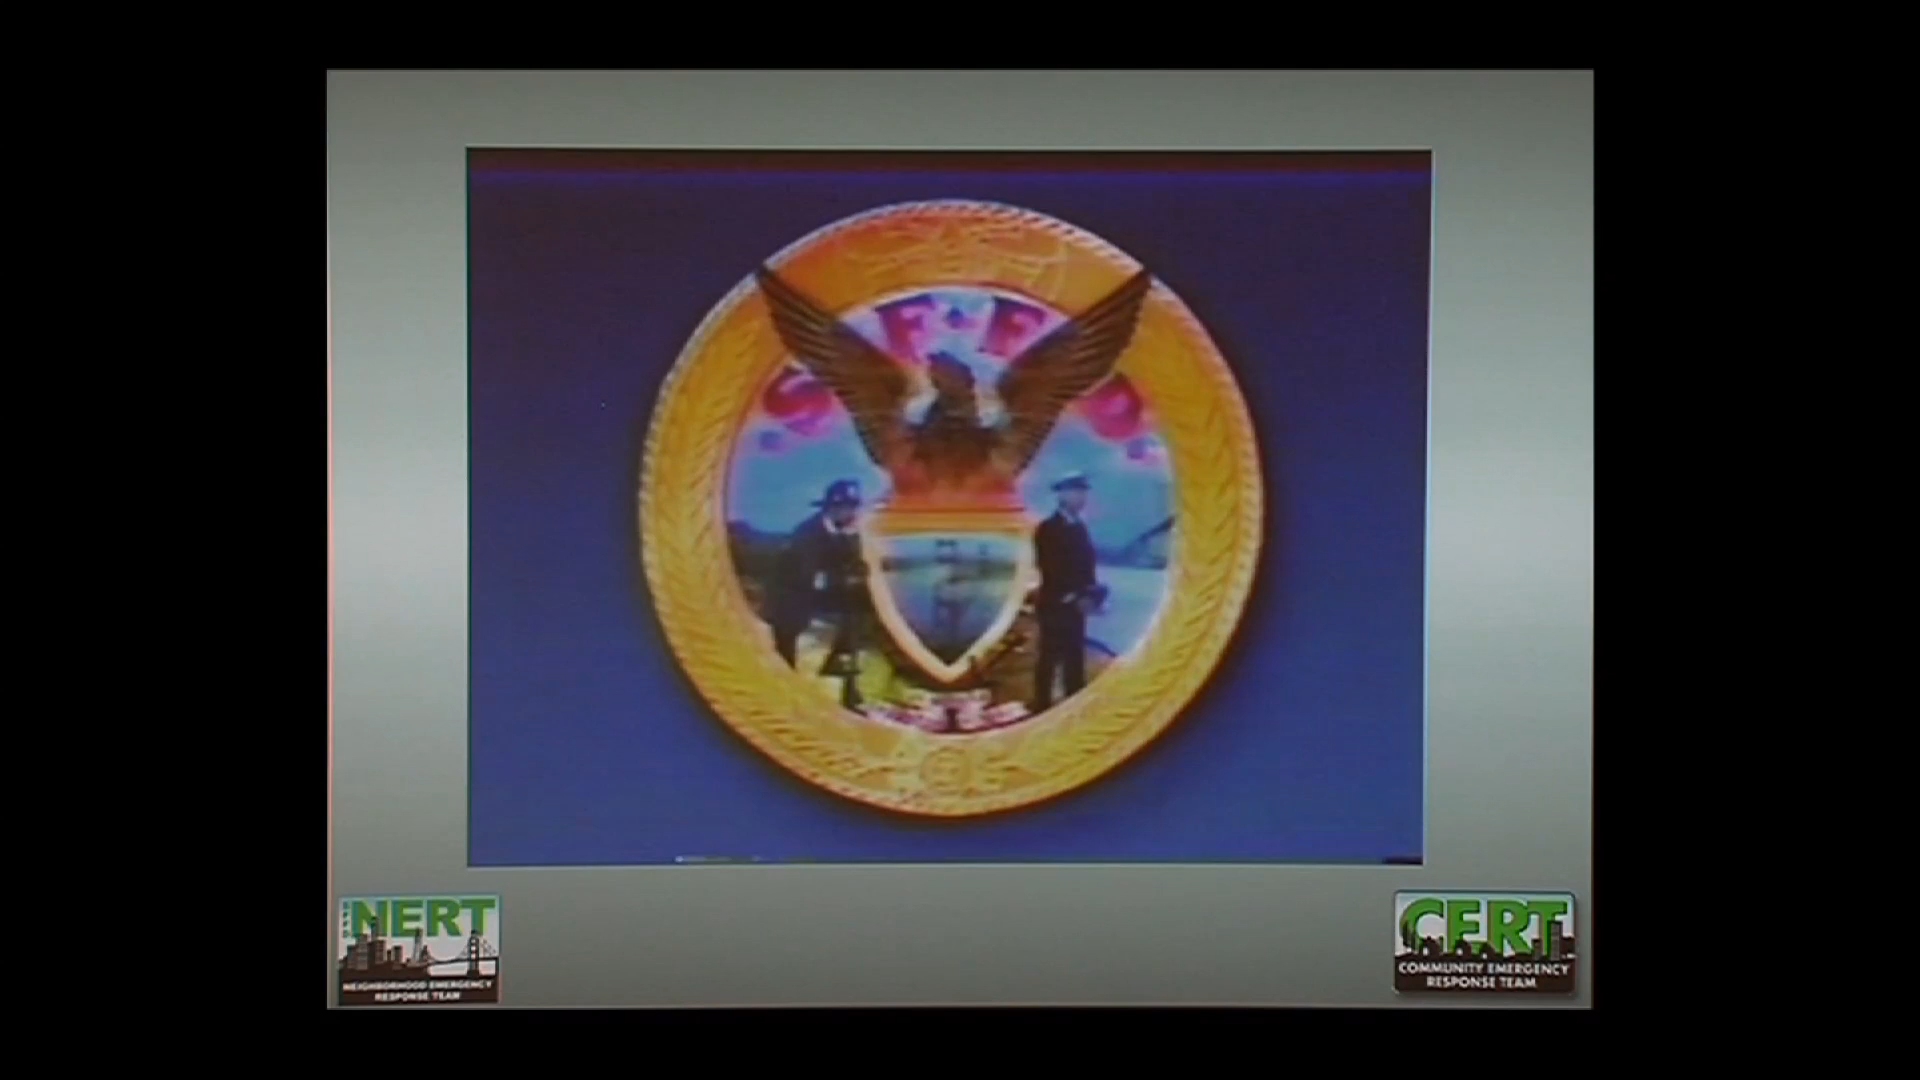 S F F D
NERT
NEIGHBORHOOD EMERGENCY
RESPONSE TEAM
CERT
COMMUNITY EMERGENCY
RESPONSE TEAM